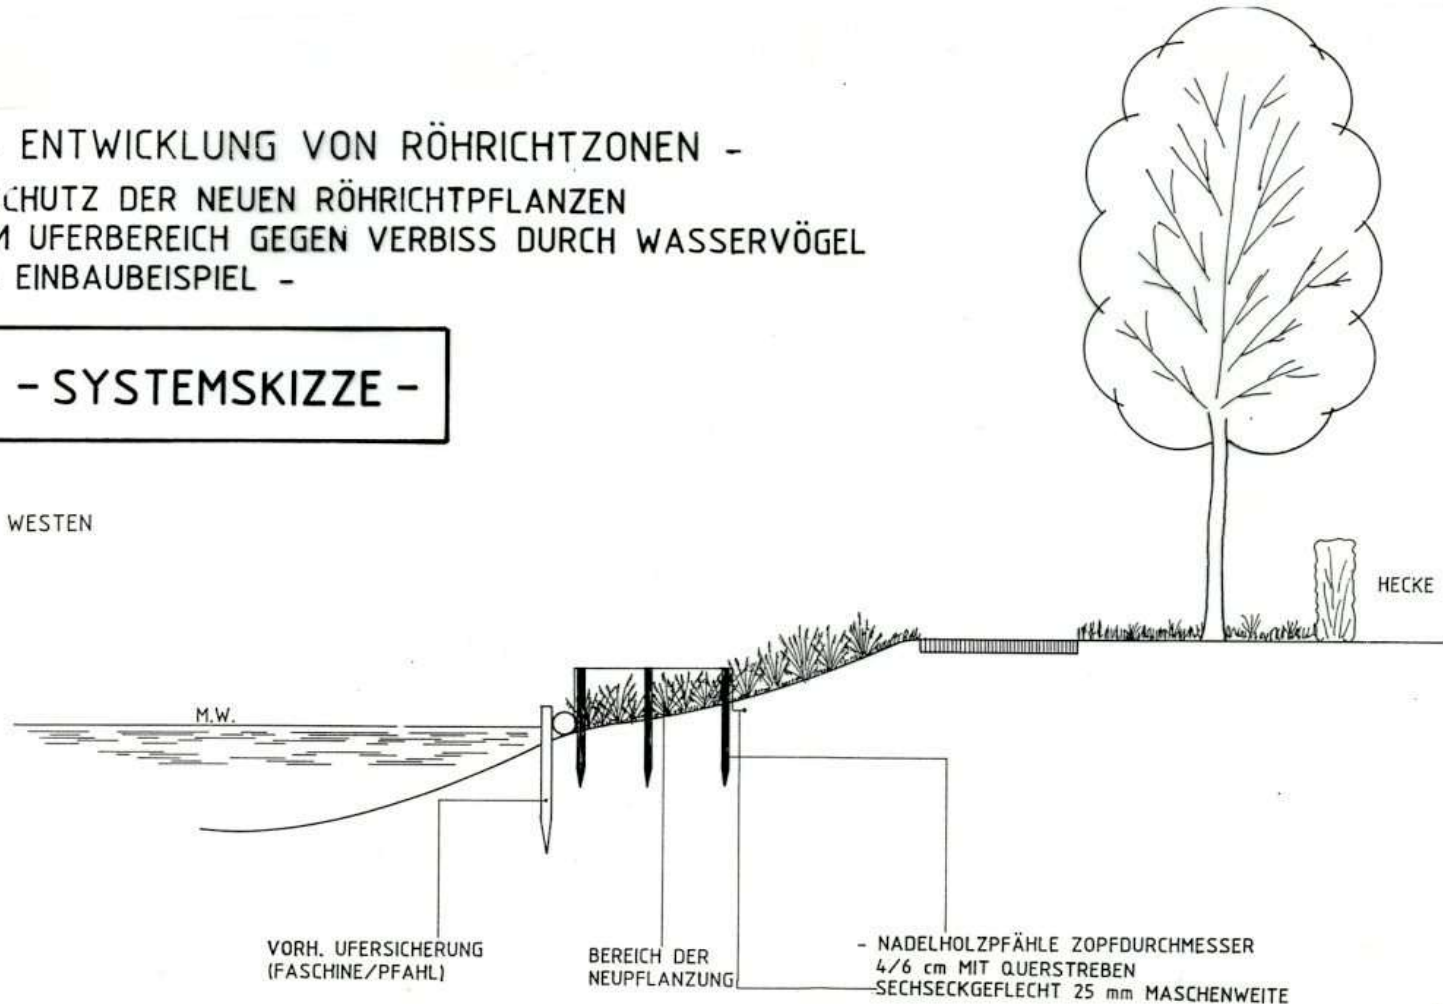 ENTWICKLUNG VON RÖHRICHTZONEN -
CHUTZ DER NEUEN RÖHRICHTPFLANZEN
M UFERBEREICH GEGEN VERBISS DURCH WASSERVÖGEL
EINBAUBEISPIEL -
- SYSTEMSKIZZE -
WESTEN
HECKE
M.W.
VORH. UFERSICHERUNG
(FASCHINE/PFAHL)
BEREICH DER
NEUPFLANZUNG
- NADELHOLZPFÄHLE ZOPFDURCHMESSER
4/6 cm MIT QUERSTREBEN
SECHSECKGEFLECHT 25 mm MASCHENWEITE